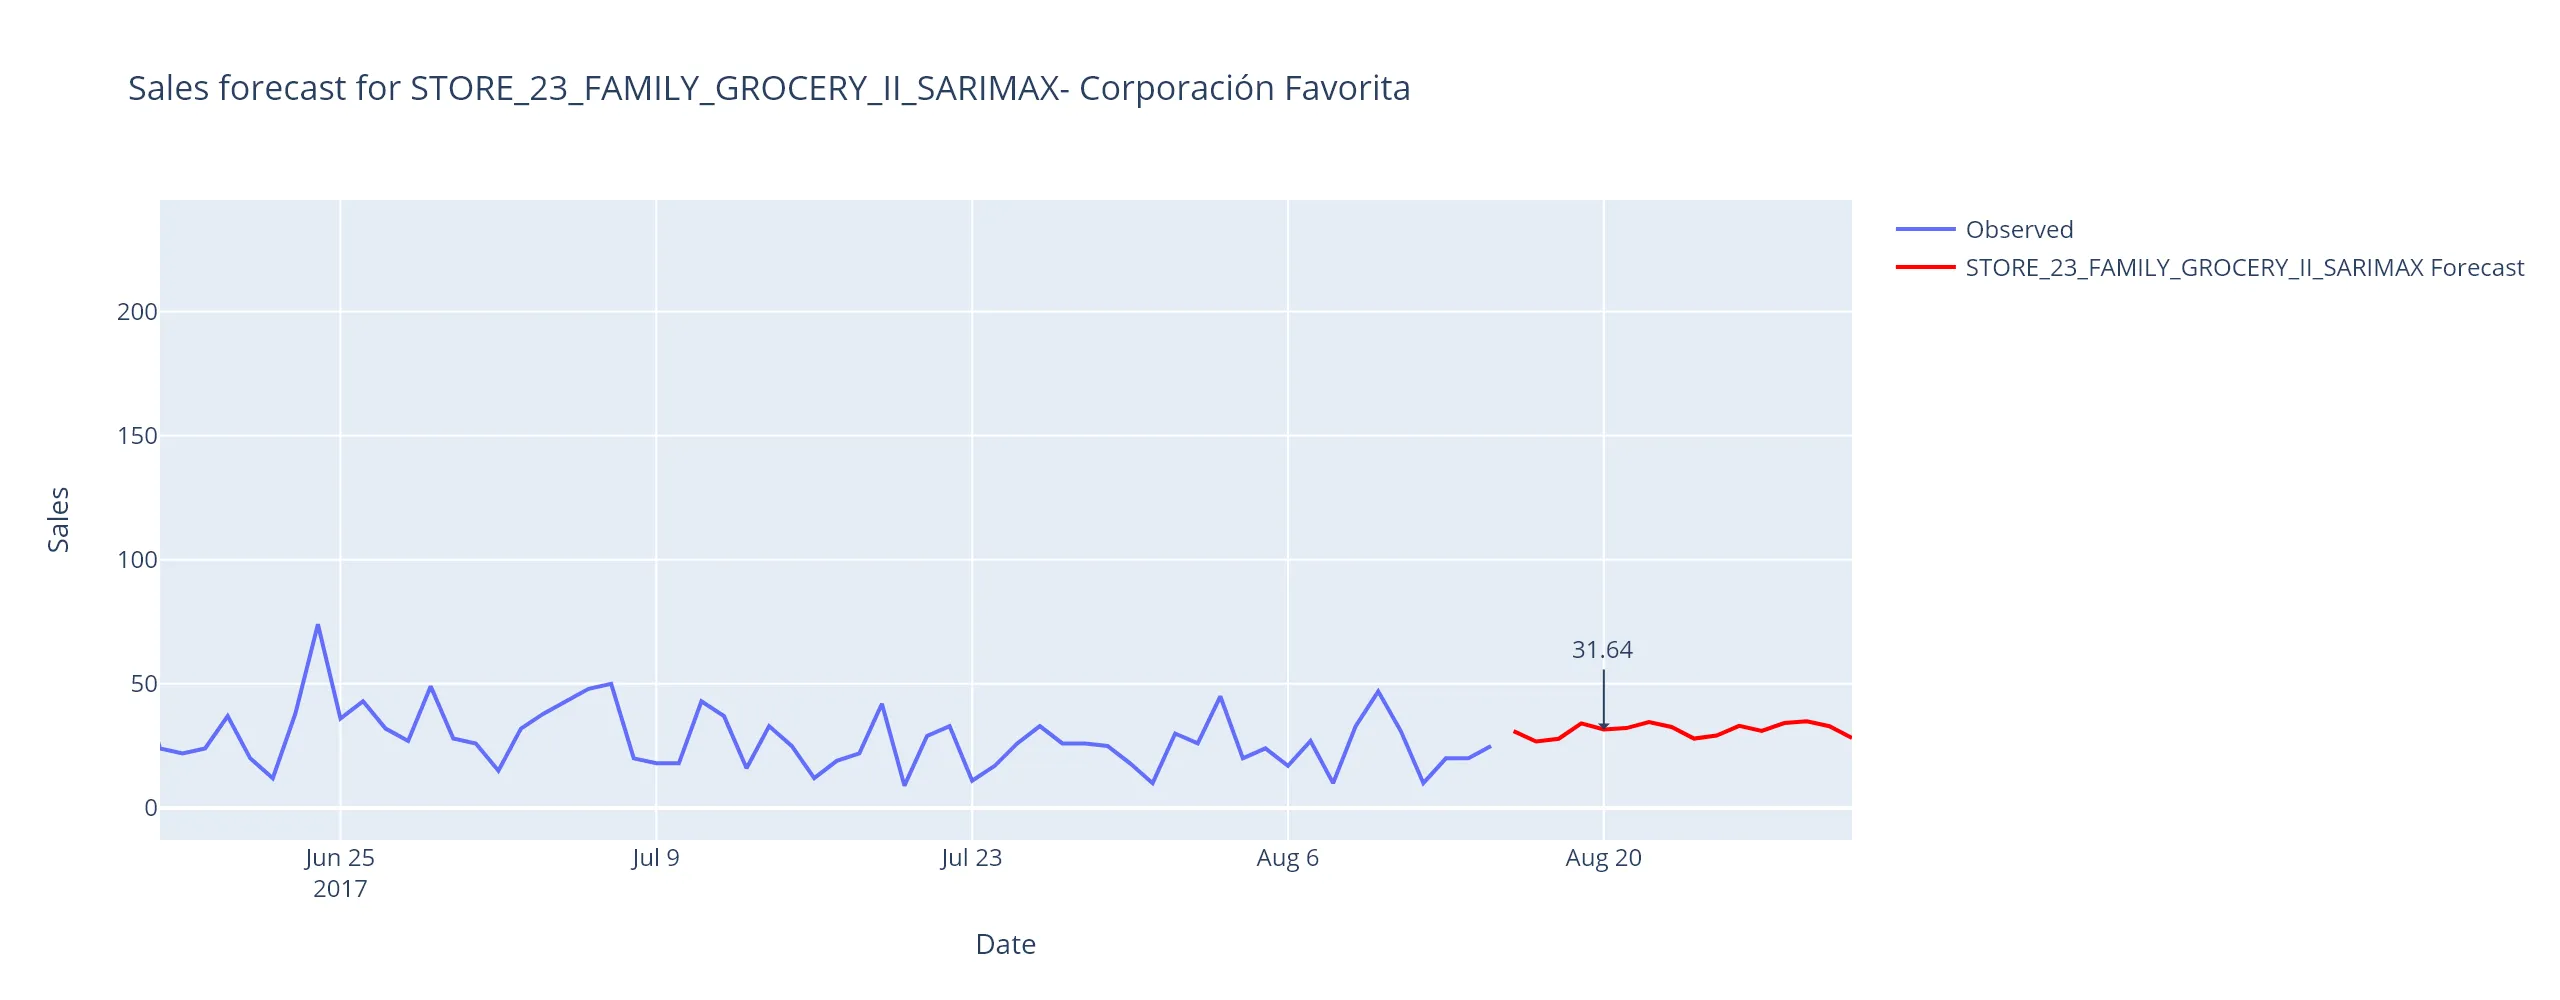 Sales forecast for STORE_23_FAMILY_GROCERY_II_SARIMAX- Corporación Favorita
Observed
STORE_23_FAMILY_GROCERY_II_SARIMAX Forecast
200
150
100
50
0
Sales
31.64
Jun 25
2017
Jul 9
Jul 23
Aug 6
Aug 20
Date